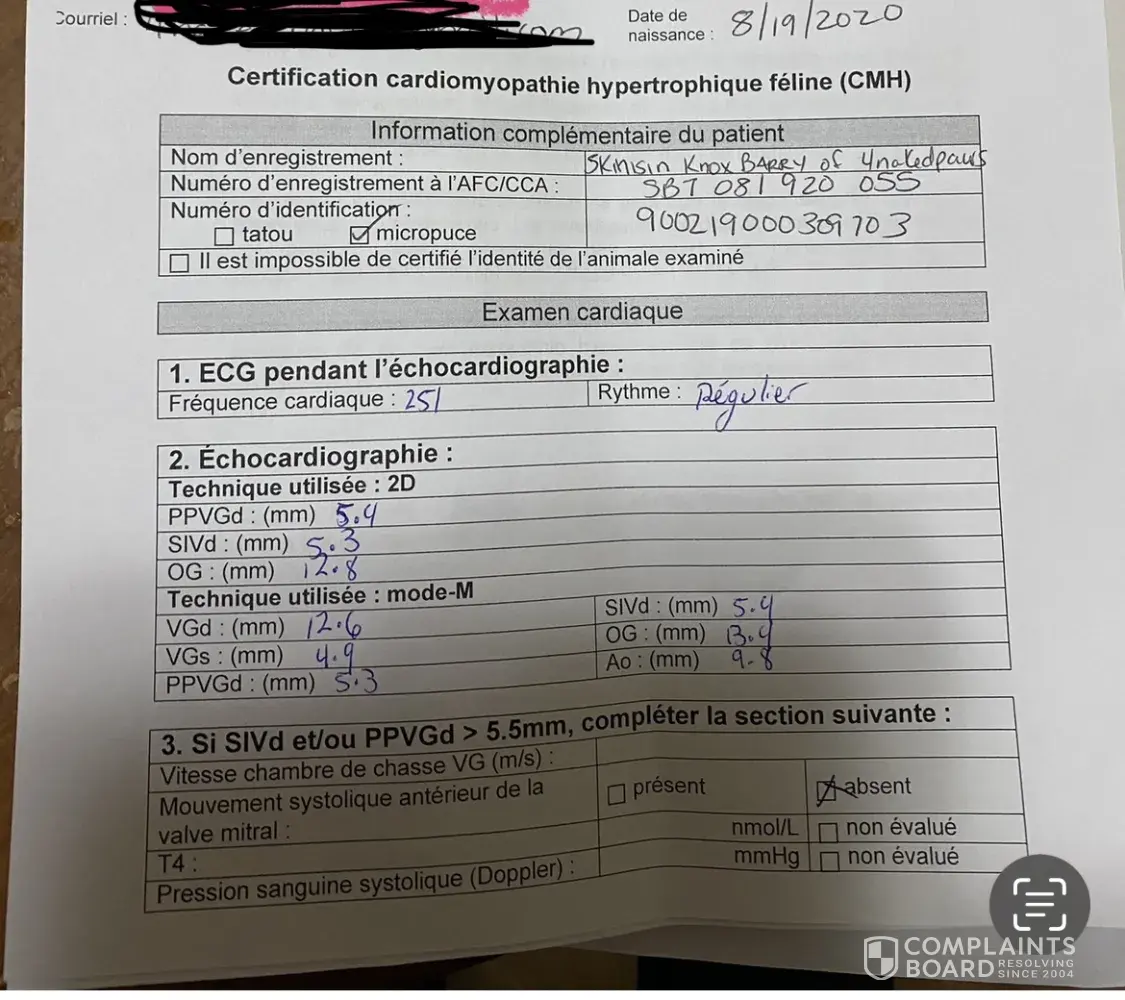 Courriel :
Date de
naissance : 8/19/2020
com
Certification cardiomyopathie hypertrophique féline (CMH)
Information complémentaire du patient
Nom d'enregistrement : Skinisin Knox BARRY of 4nakedpaws
Numéro d'enregistrement à l'AFC/CCA : SBT 081920 055
Numéro d'identification :
tatou micropuce 900219000309703
Il est impossible de certifié l'identité de l'animale examiné
Examen cardiaque
1. ECG pendant l'échocardiographie :
Fréquence cardiaque : 251 Rythme : Régulier
2. Échocardiographie :
Technique utilisée : 2D
PPVGd : (mm) 5.4
SIVd : (mm) 5.3
OG : (mm) 12.8
Technique utilisée : mode-M
VGd : (mm) 12.6 SIVd : (mm) 5.4
VGs : (mm) 4.9 OG : (mm) 13.4
PPVGd : (mm) 5.3 Ao : (mm) 9.8
3. Si SIVd et/ou PPVGd > 5.5mm, compléter la section suivante :
Vitesse chambre de chasse VG (m/s) :
Mouvement systolique antérieur de la
valve mitral : présent absent
T4 : nmol/L non évalué
Pression sanguine systolique (Doppler) : mmHg non évalué
COMPLAINTS
BOARD RESOLVING
SINCE 2004